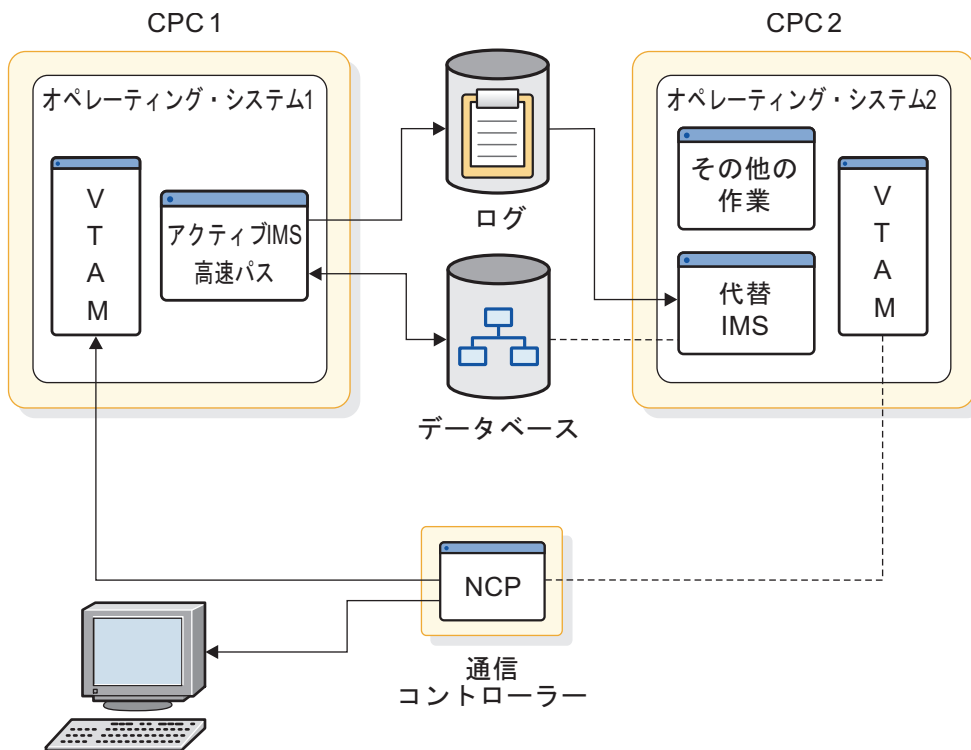 CPC 1
CPC 2
オペレーティング・システム1
VTAM
アクティブIMS
高速パス
ログ
データベース
オペレーティング・システム2
その他の
作業
代替
IMS
VTAM
NCP
通信
コントローラー